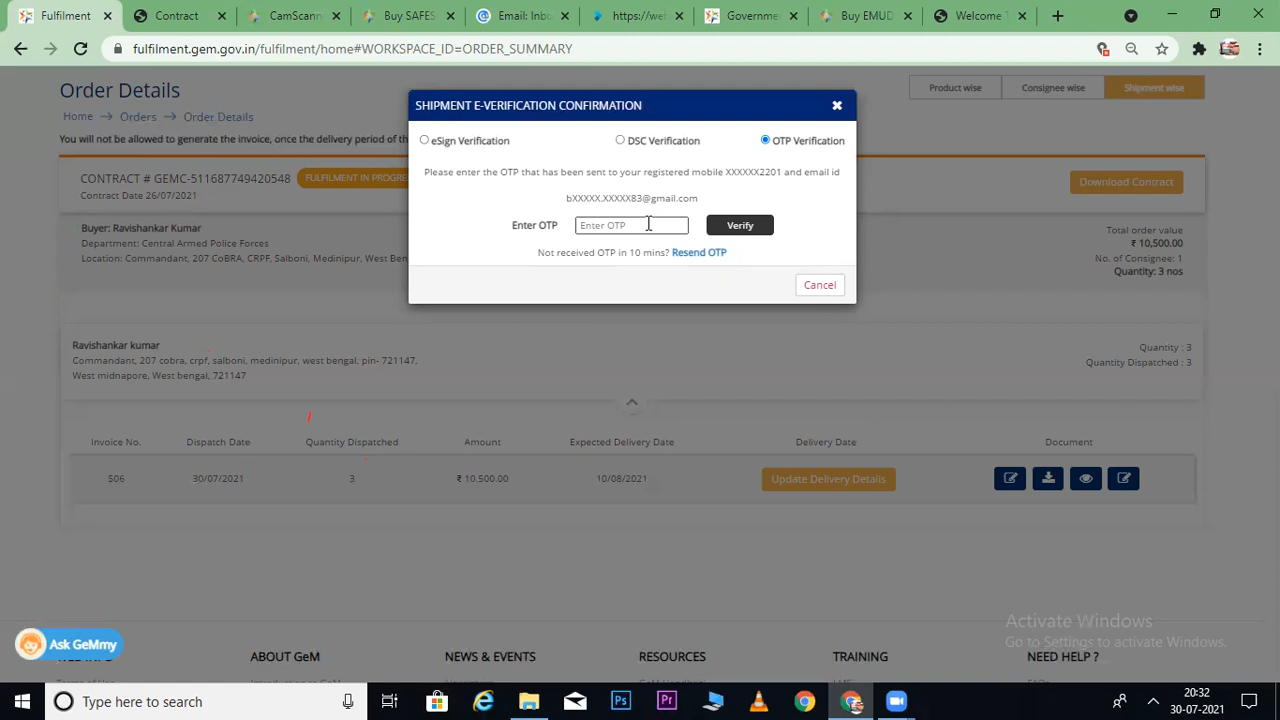 Fulfilment
Contract
CamScann
Buy SAFES
Email: Inbo
https://web
Governme
Buy EMUD
Welcome T
fulfilment.gem.gov.in/fulfilment/home#WORKSPACE_ID=ORDER_SUMMARY
Order Details
Product wise
Consignee wise
Shipment wise
Home → Orders → Order Details
You will not be allowed to generate the invoice, once the delivery period of th
CONTRACT # GEMC-511687749420548
FULFILMENT IN PROGRES
Contract Date 26/07/2021
Download Contract
Buyer: Ravishankar Kumar
Department: Central Armed Police Forces
Location: Commandant, 207 CoBRA, CRPF, Salboni, Medinipur, West Ben
Total order value
₹ 10,500.00
No. of Consignee: 1
Quantity: 3 nos
SHIPMENT E-VERIFICATION CONFIRMATION
eSign Verification
DSC Verification
OTP Verification
Please enter the OTP that has been sent to your registered mobile XXXXXX2201 and email id
bXXXXX.XXXXX83@gmail.com
Enter OTP
Enter OTP
Verify
Not received OTP in 10 mins? Resend OTP
Cancel
Ravishankar kumar
Commandant, 207 cobra, crpf, salboni, medinipur, west bengal, pin- 721147,
West midnapore, West bengal, 721147
Quantity : 3
Quantity Dispatched : 3
Invoice No.
Dispatch Date
Quantity Dispatched
Amount
Expected Delivery Date
Delivery Date
Document
S06
30/07/2021
3
₹ 10,500.00
10/08/2021
Update Delivery Details
Activate Windows
Go to Settings to activate Windows.
Ask GeMmy
ABOUT GeM
NEWS & EVENTS
RESOURCES
TRAINING
NEED HELP ?
Type here to search
20:32
30-07-2021